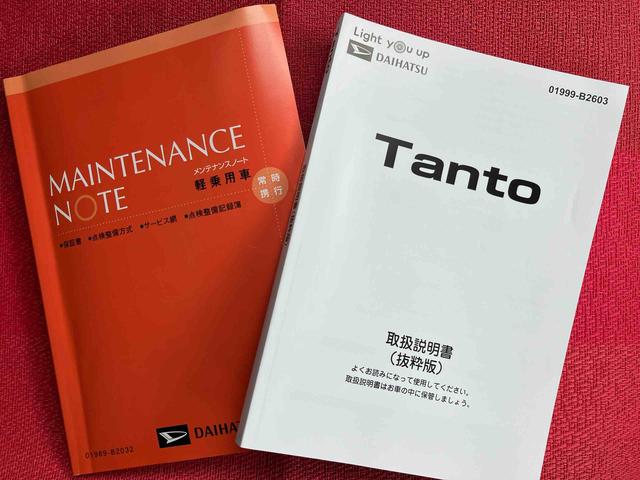 MAINTENANCE
NOTE
メンテナンスノート
軽乗用車
常時
携行
●保証書 ●点検整備方式 ●サービス網 ●点検整備記録簿
DAIHATSU
01989-B2032
Light you up
DAIHATSU
01999-B2603
Tanto
取扱説明書
（抜粋版）
よくお読みになって使用してください。
取扱説明書はお車の中に保管しましょう。